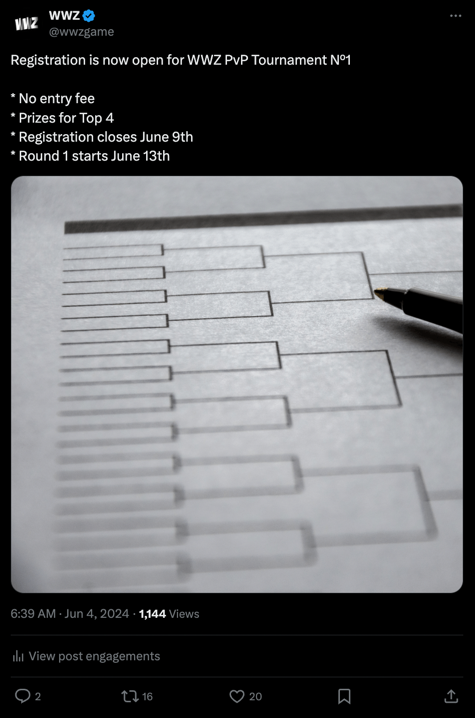 WWZ
WWZ
@wwzgame
Registration is now open for WWZ PvP Tournament Nº1
* No entry fee
* Prizes for Top 4
* Registration closes June 9th
* Round 1 starts June 13th
6:39 AM · Jun 4, 2024 · 1,144 Views
View post engagements
2 16 20